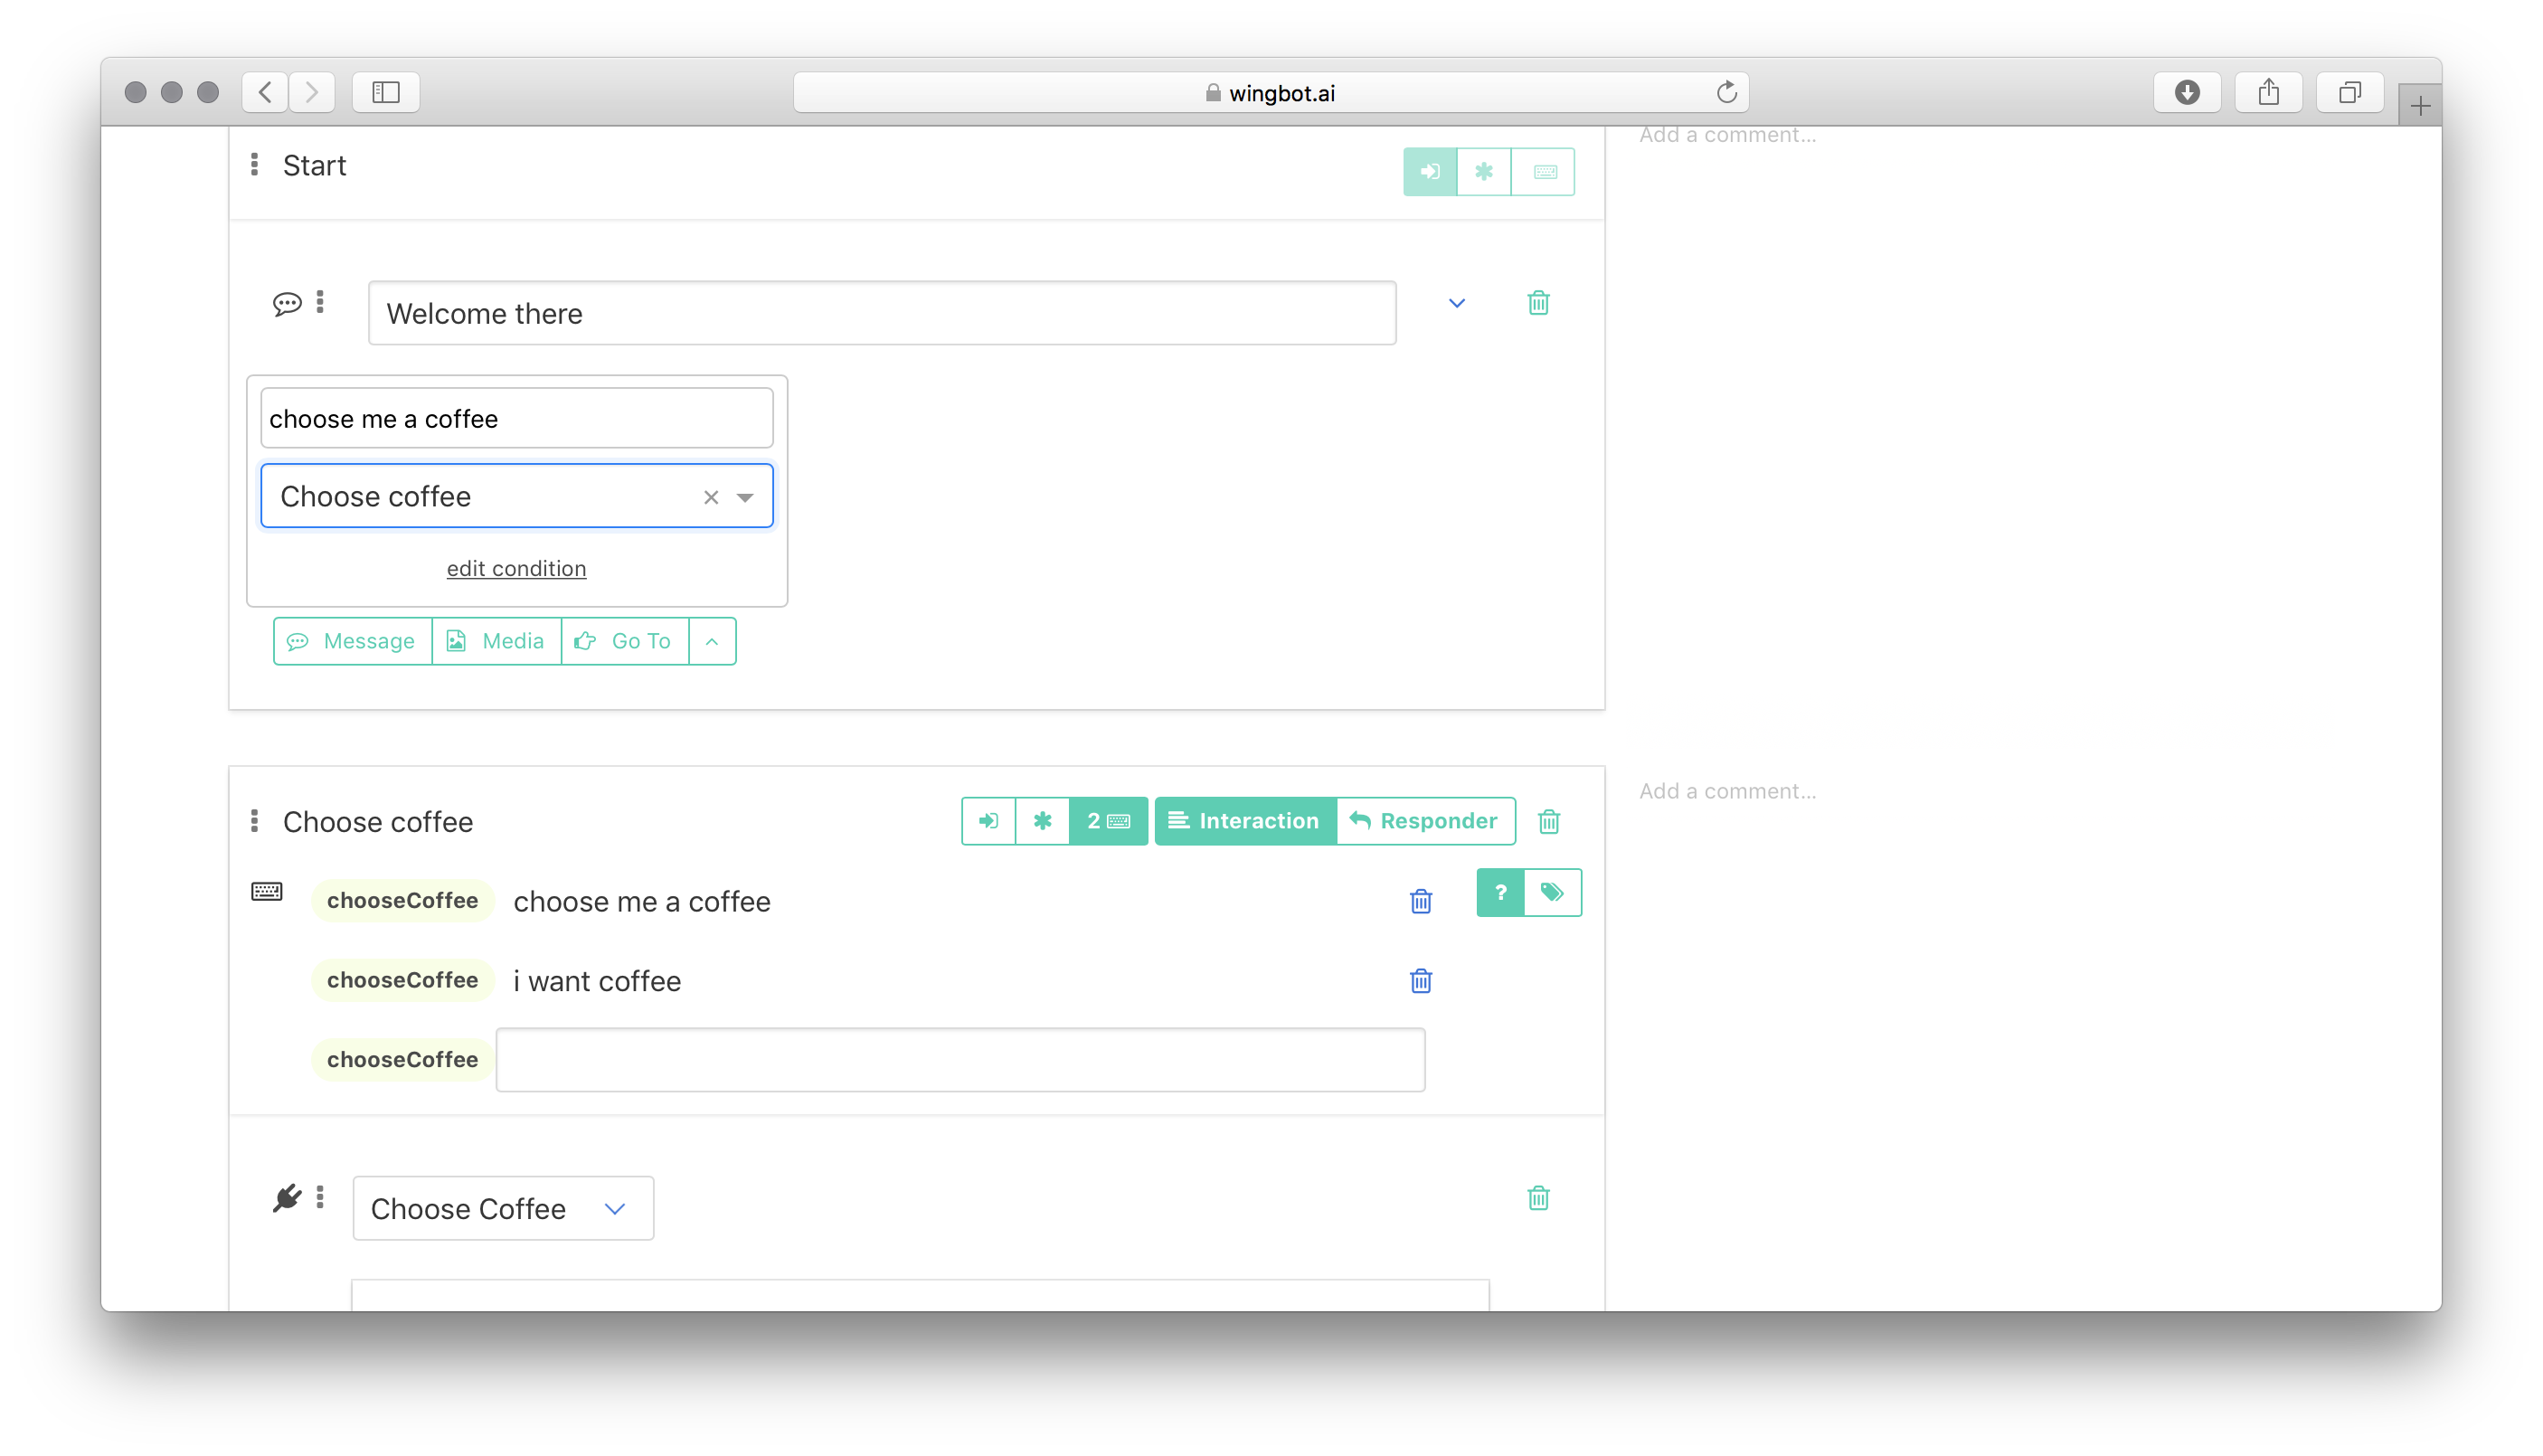 wingbot.ai
Start
Add a comment...
Welcome there
choose me a coffee
Choose coffee
edit condition
Message Media Go To
Choose coffee
2 Interaction Responder
Add a comment...
chooseCoffee choose me a coffee
?
chooseCoffee i want coffee
chooseCoffee
Choose Coffee